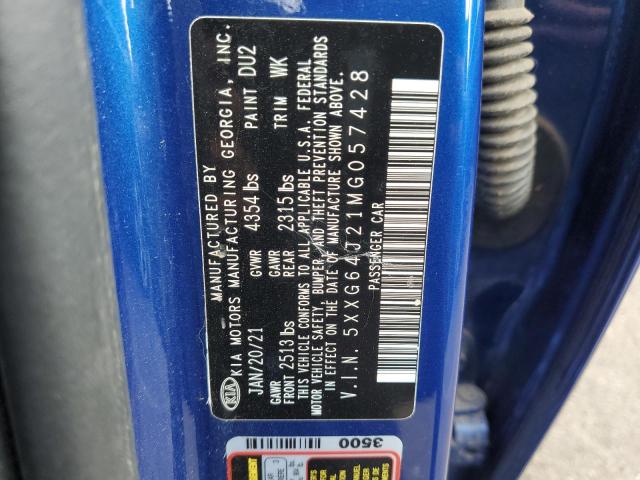 KIA
MANUFACTURED BY
KIA MOTORS MANUFACTURING GEORGIA, INC.
JAN/20/21 GVWR 4354 lbs PAINT DU2
GAWR FRONT 2513 lbs GAWR REAR 2315 lbs TRIM WK
THIS VEHICLE CONFORMS TO ALL APPLICABLE U.S.A. FEDERAL
MOTOR VEHICLE SAFETY, BUMPER, AND THEFT PREVENTION STANDARDS
IN EFFECT ON THE DATE OF MANUFACTURE SHOWN ABOVE.
V.I.N. 5XXG64J21MG057428
PASSENGER CAR
3500